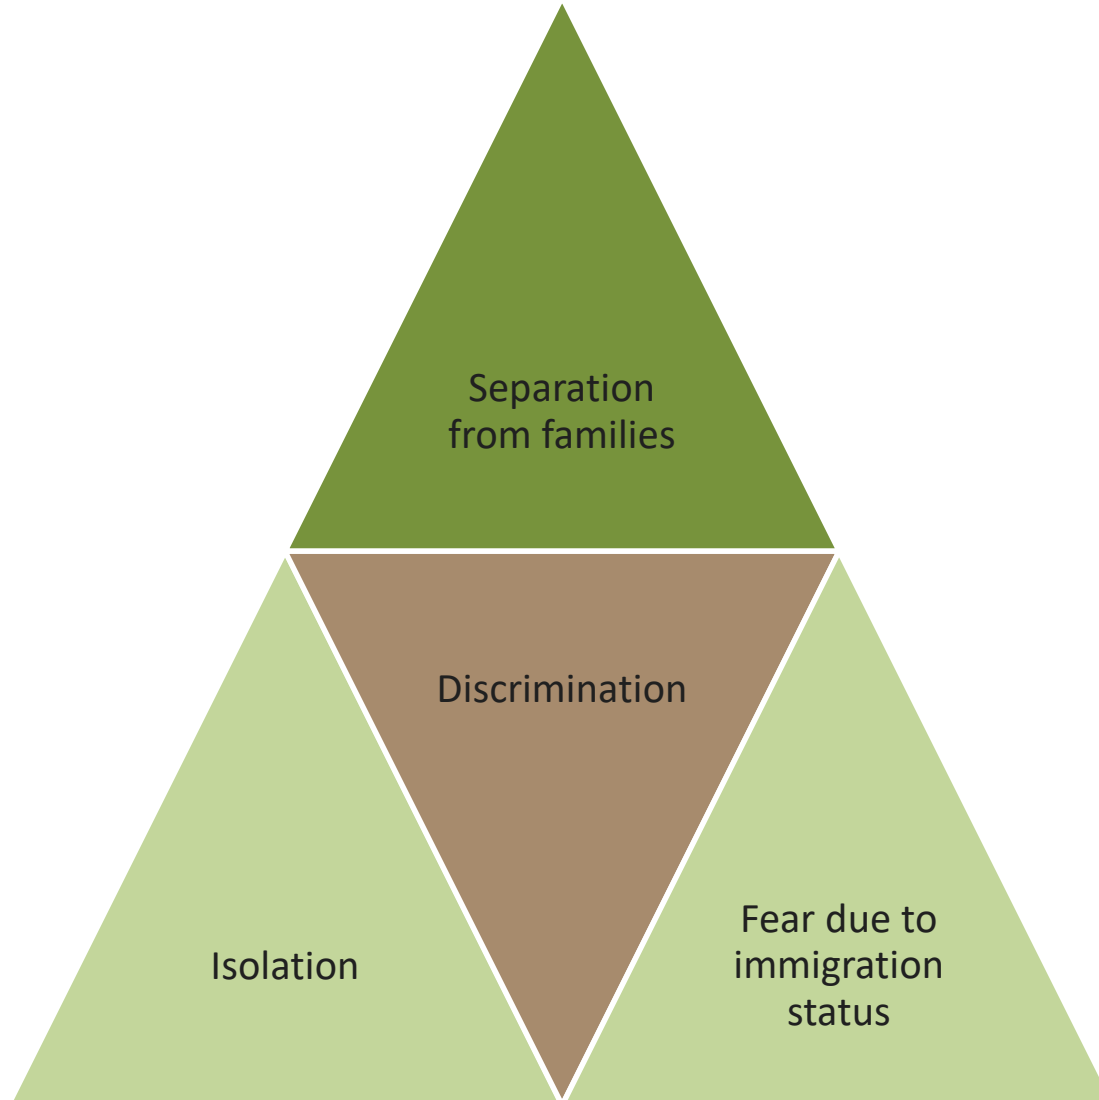 Separation
from families
Discrimination
Isolation
Fear due to
immigration
status